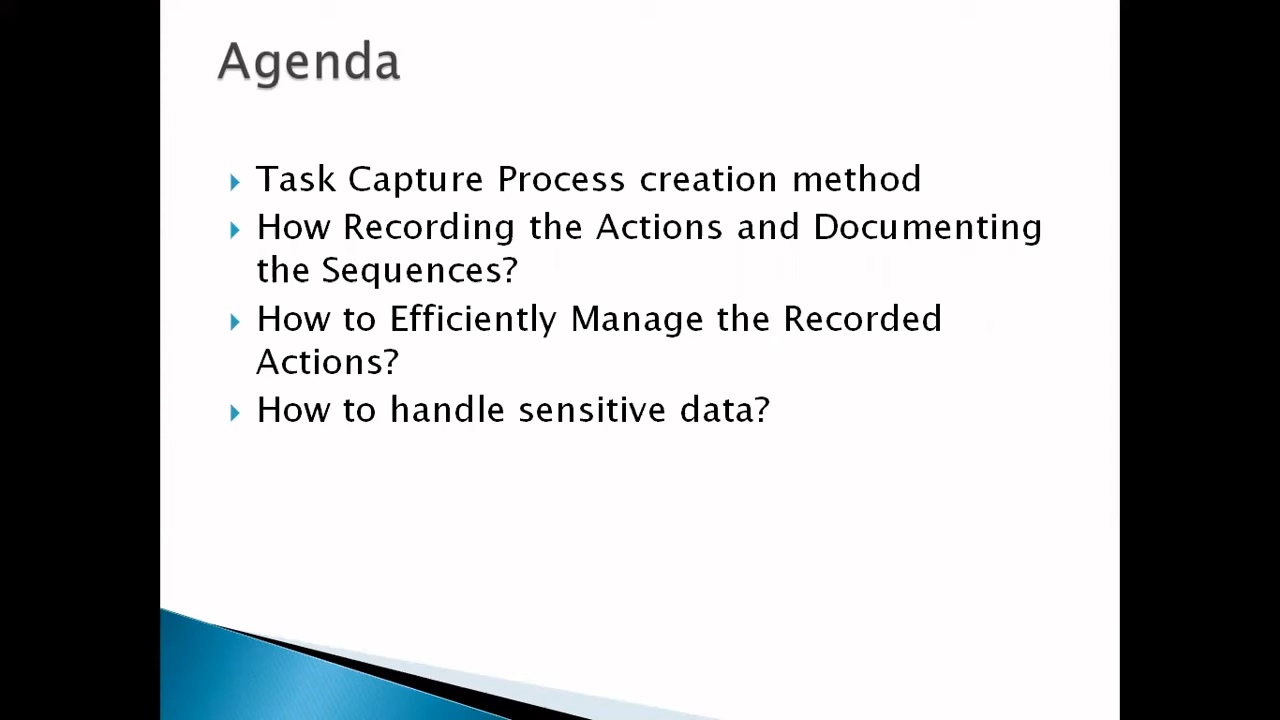 Agenda
Task Capture Process creation method
How Recording the Actions and Documenting
the Sequences?
How to Efficiently Manage the Recorded
Actions?
How to handle sensitive data?